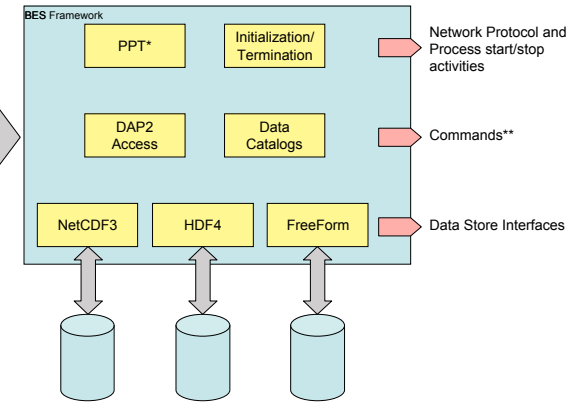 BES Framework
PPT*
Initialization/
Termination
Network Protocol and
Process start/stop
activities
DAP2
Access
Data
Catalogs
Commands**
NetCDF3
HDF4
FreeForm
Data Store Interfaces